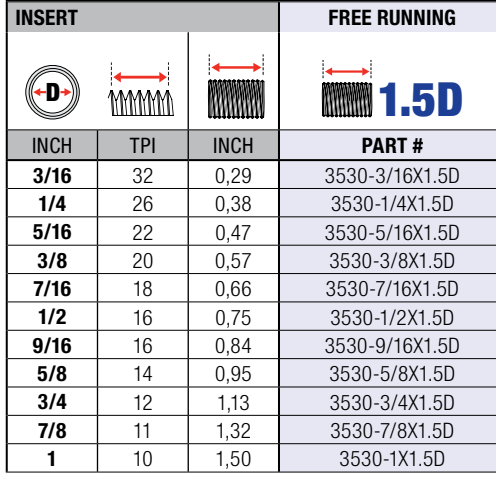 INSERT FREE RUNNING
D 1.5D
INCH TPI INCH PART #
3/16 32 0,29 3530-3/16X1.5D
1/4 26 0,38 3530-1/4X1.5D
5/16 22 0,47 3530-5/16X1.5D
3/8 20 0,57 3530-3/8X1.5D
7/16 18 0,66 3530-7/16X1.5D
1/2 16 0,75 3530-1/2X1.5D
9/16 16 0,84 3530-9/16X1.5D
5/8 14 0,95 3530-5/8X1.5D
3/4 12 1,13 3530-3/4X1.5D
7/8 11 1,32 3530-7/8X1.5D
1 10 1,50 3530-1X1.5D